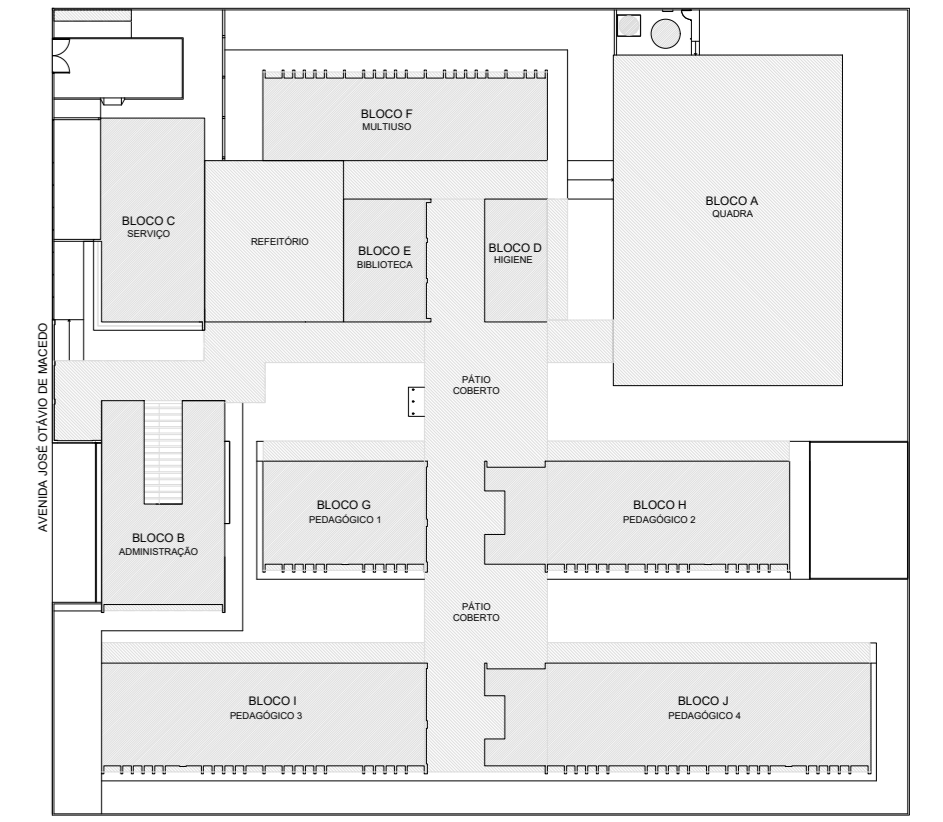 BLOCO F
MULTIUSO
BLOCO A
QUADRA
BLOCO C
SERVIÇO
REFEITÓRIO
BLOCO E
BIBLIOTECA
BLOCO D
HIGIENE
AVENIDA JOSÉ OTÁVIO DE MACEDO
PÁTIO
COBERTO
BLOCO G
PEDAGÓGICO 1
BLOCO H
PEDAGÓGICO 2
BLOCO B
ADMINISTRAÇÃO
PÁTIO
COBERTO
BLOCO I
PEDAGÓGICO 3
BLOCO J
PEDAGÓGICO 4